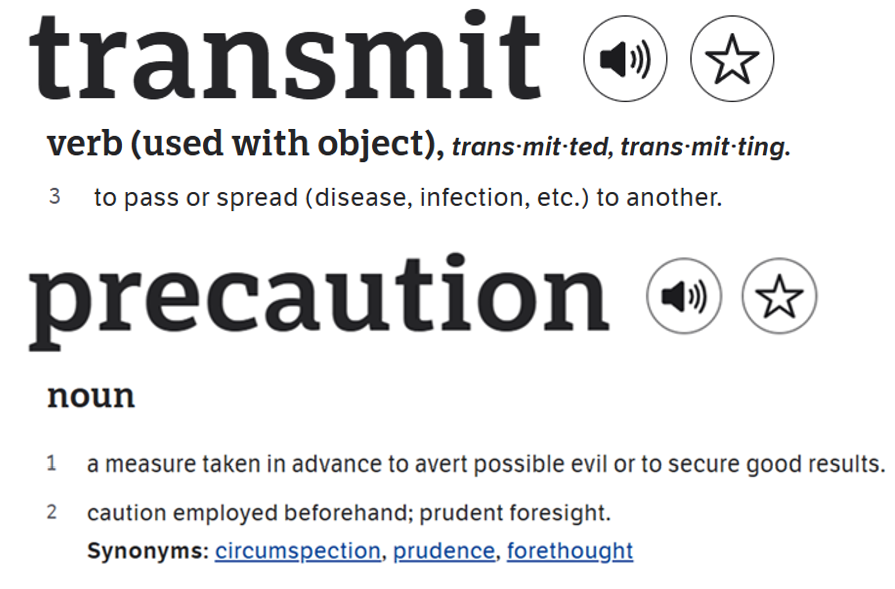 transmit
verb (used with object), trans·mit·ted, trans·mit·ting.
3 to pass or spread (disease, infection, etc.) to another.
precaution
noun
1 a measure taken in advance to avert possible evil or to secure good results.
2 caution employed beforehand; prudent foresight.
Synonyms: circumspection, prudence, forethought